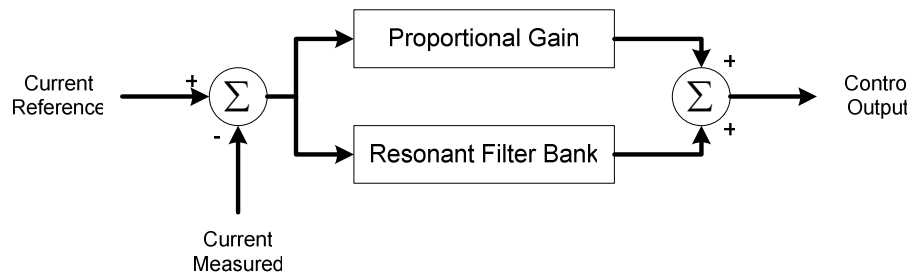 Proportional Gain
Current
Reference
+
Σ
-
+
Σ
+
Contro
Output
Resonant Filter Bank
Current
Measured